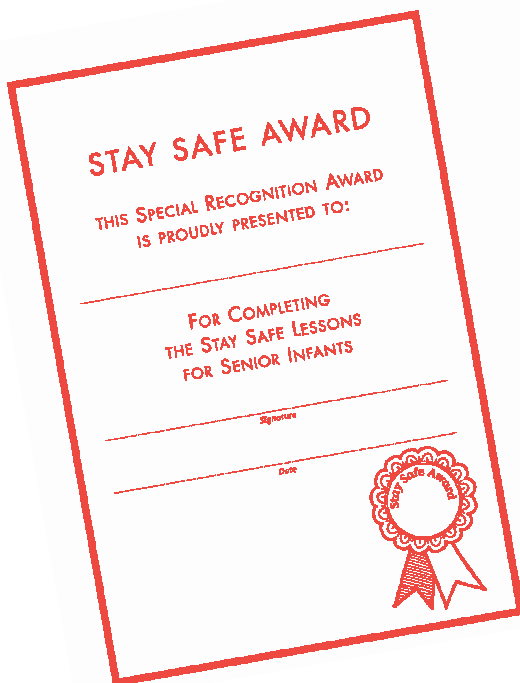 STAY SAFE AWARD
THIS SPECIAL RECOGNITION AWARD
IS PROUDLY PRESENTED TO:
FOR COMPLETING
THE STAY SAFE LESSONS
FOR SENIOR INFANTS
Signature
Date
Stay Safe Award